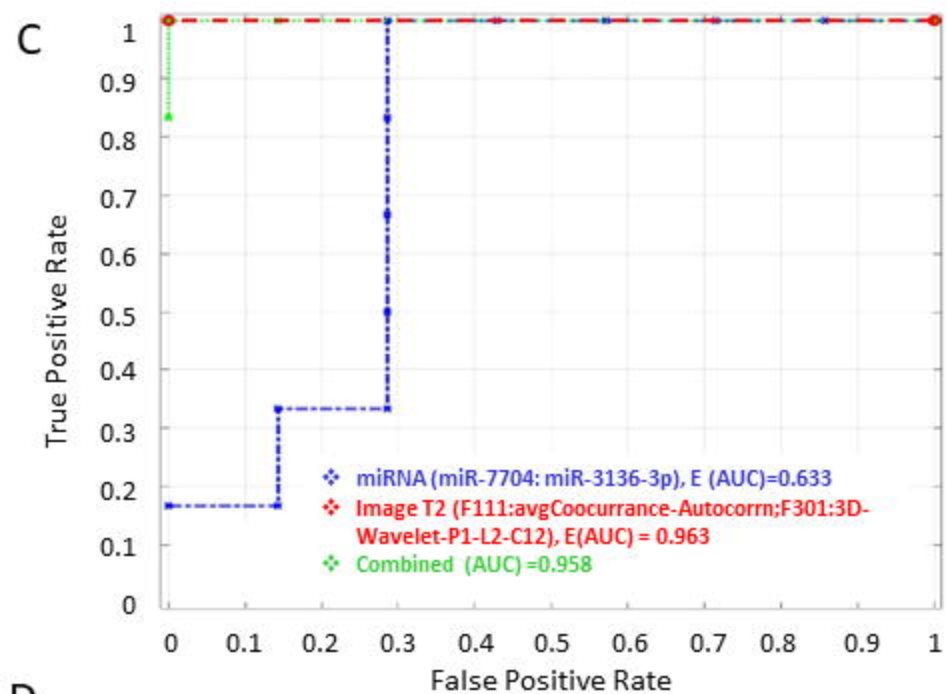 C
1
0.9
0.8
0.7
0.6
0.5
0.4
0.3
0.2
0.1
0
True Positive Rate
miRNA (miR-7704: miR-3136-3p), E (AUC)=0.633
Image T2 (F111:avgCoocurrance-Autocorrn;F301:3D-
Wavelet-P1-L2-C12), E(AUC) = 0.963
Combined (AUC) =0.958
0 0.1 0.2 0.3 0.4 0.5 0.6 0.7 0.8 0.9 1
False Positive Rate